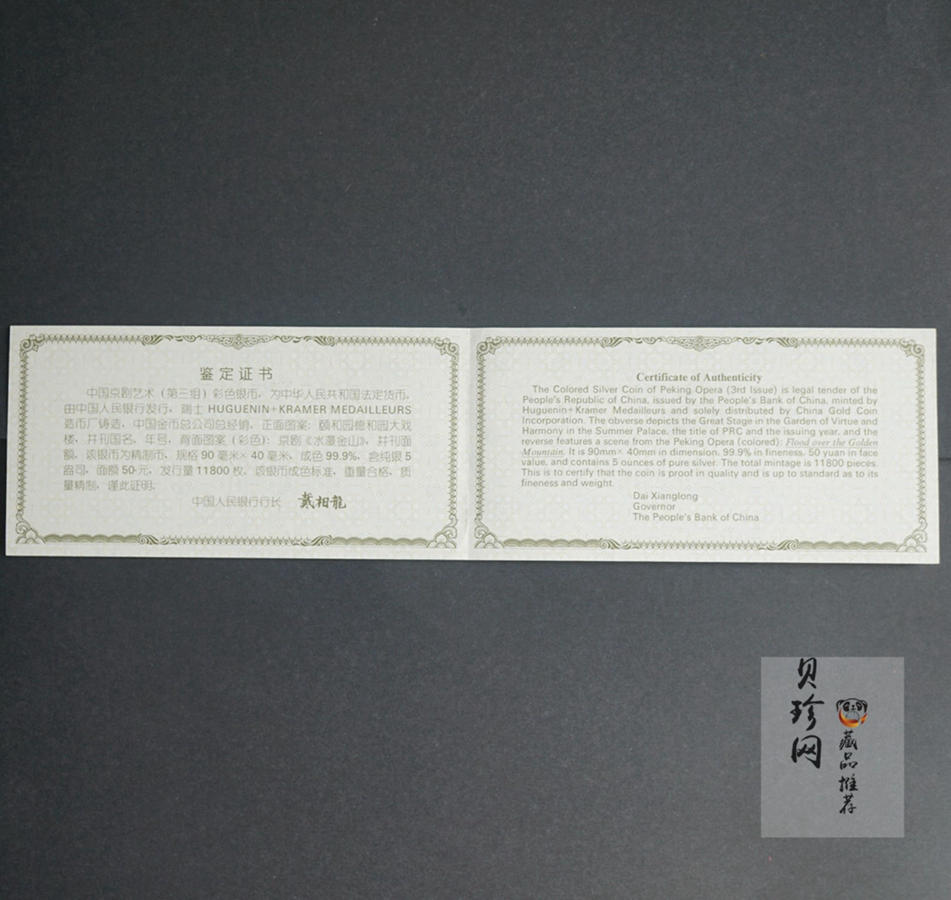 鉴定证书
中国京剧艺术（第三组）彩色银币，为中华人民共和国法定货币，
由中国人民银行发行，瑞士 HUGUENIN+KRAMER MEDAILLEURS
造币厂铸造，中国金币总公司总经销。正面图案：颐和园德和园大戏
楼，并刊国名、年号，背面图案（彩色）：京剧《水漫金山》，并刊面
额，该银币为精制币，规格 90 毫米× 40 毫米，成色 99.9%，含纯银 5
盎司，面额 50 元，发行量 11800 枚，该银币成色标准，重量合格，质
量精制，谨此证明。
中国人民银行行长 戴相龍
Certificate of Authenticity
The Colored Silver Coin of Peking Opera (3rd Issue) is legal tender of the
People's Republic of China, issued by the People's Bank of China, minted by
Huguenin+Kramer Medailleurs and solely distributed by China Gold Coin
Incorporation. The obverse depicts the Great Stage in the Garden of Virtue and
Harmony in the Summer Palace, the title of PRC and the issuing year, and the
reverse features a scene from the Peking Opera (colored): Flood over the Golden
Mountain. It is 90mm× 40mm in dimension, 99.9% in fineness, 50 yuan in face
value, and contains 5 ounces of pure silver. The total mintage is 11800 pieces.
This is to certify that the coin is proof in quality and is up to standard as to its
fineness and weight.
Dai Xianglong
Governor
The People's Bank of China
贝珍网
藏品推荐